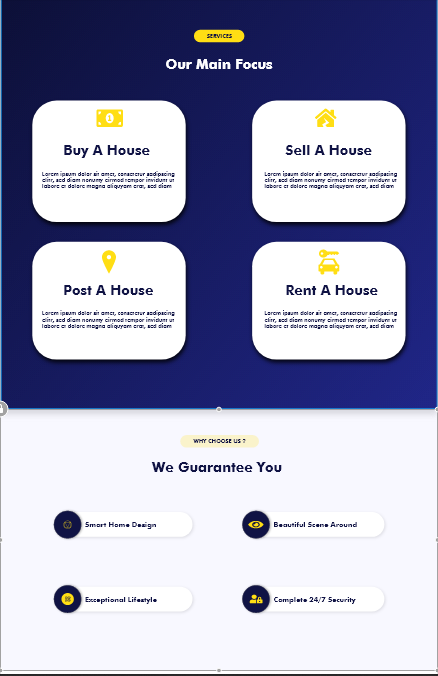 SERVICES
Our Main Focus
1
Buy A House
Lorem ipsum dolor sit amet, consetetur sadipscing
elitr, sed diam nonumy eirmod tempor invidunt ut
labore et dolore magna aliquyam erat, sed diam
Sell A House
Lorem ipsum dolor sit amet, consetetur sadipscing
elitr, sed diam nonumy eirmod tempor invidunt ut
labore et dolore magna aliquyam erat, sed diam
Post A House
Lorem ipsum dolor sit amet, consetetur sadipscing
elitr, sed diam nonumy eirmod tempor invidunt ut
labore et dolore magna aliquyam erat, sed diam
Rent A House
Lorem ipsum dolor sit amet, consetetur sadipscing
elitr, sed diam nonumy eirmod tempor invidunt ut
labore et dolore magna aliquyam erat, sed diam
WHY CHOOSE US ?
We Guarantee You
Smart Home Design
Beautiful Scene Around
Exceptional Lifestyle
Complete 24/7 Security